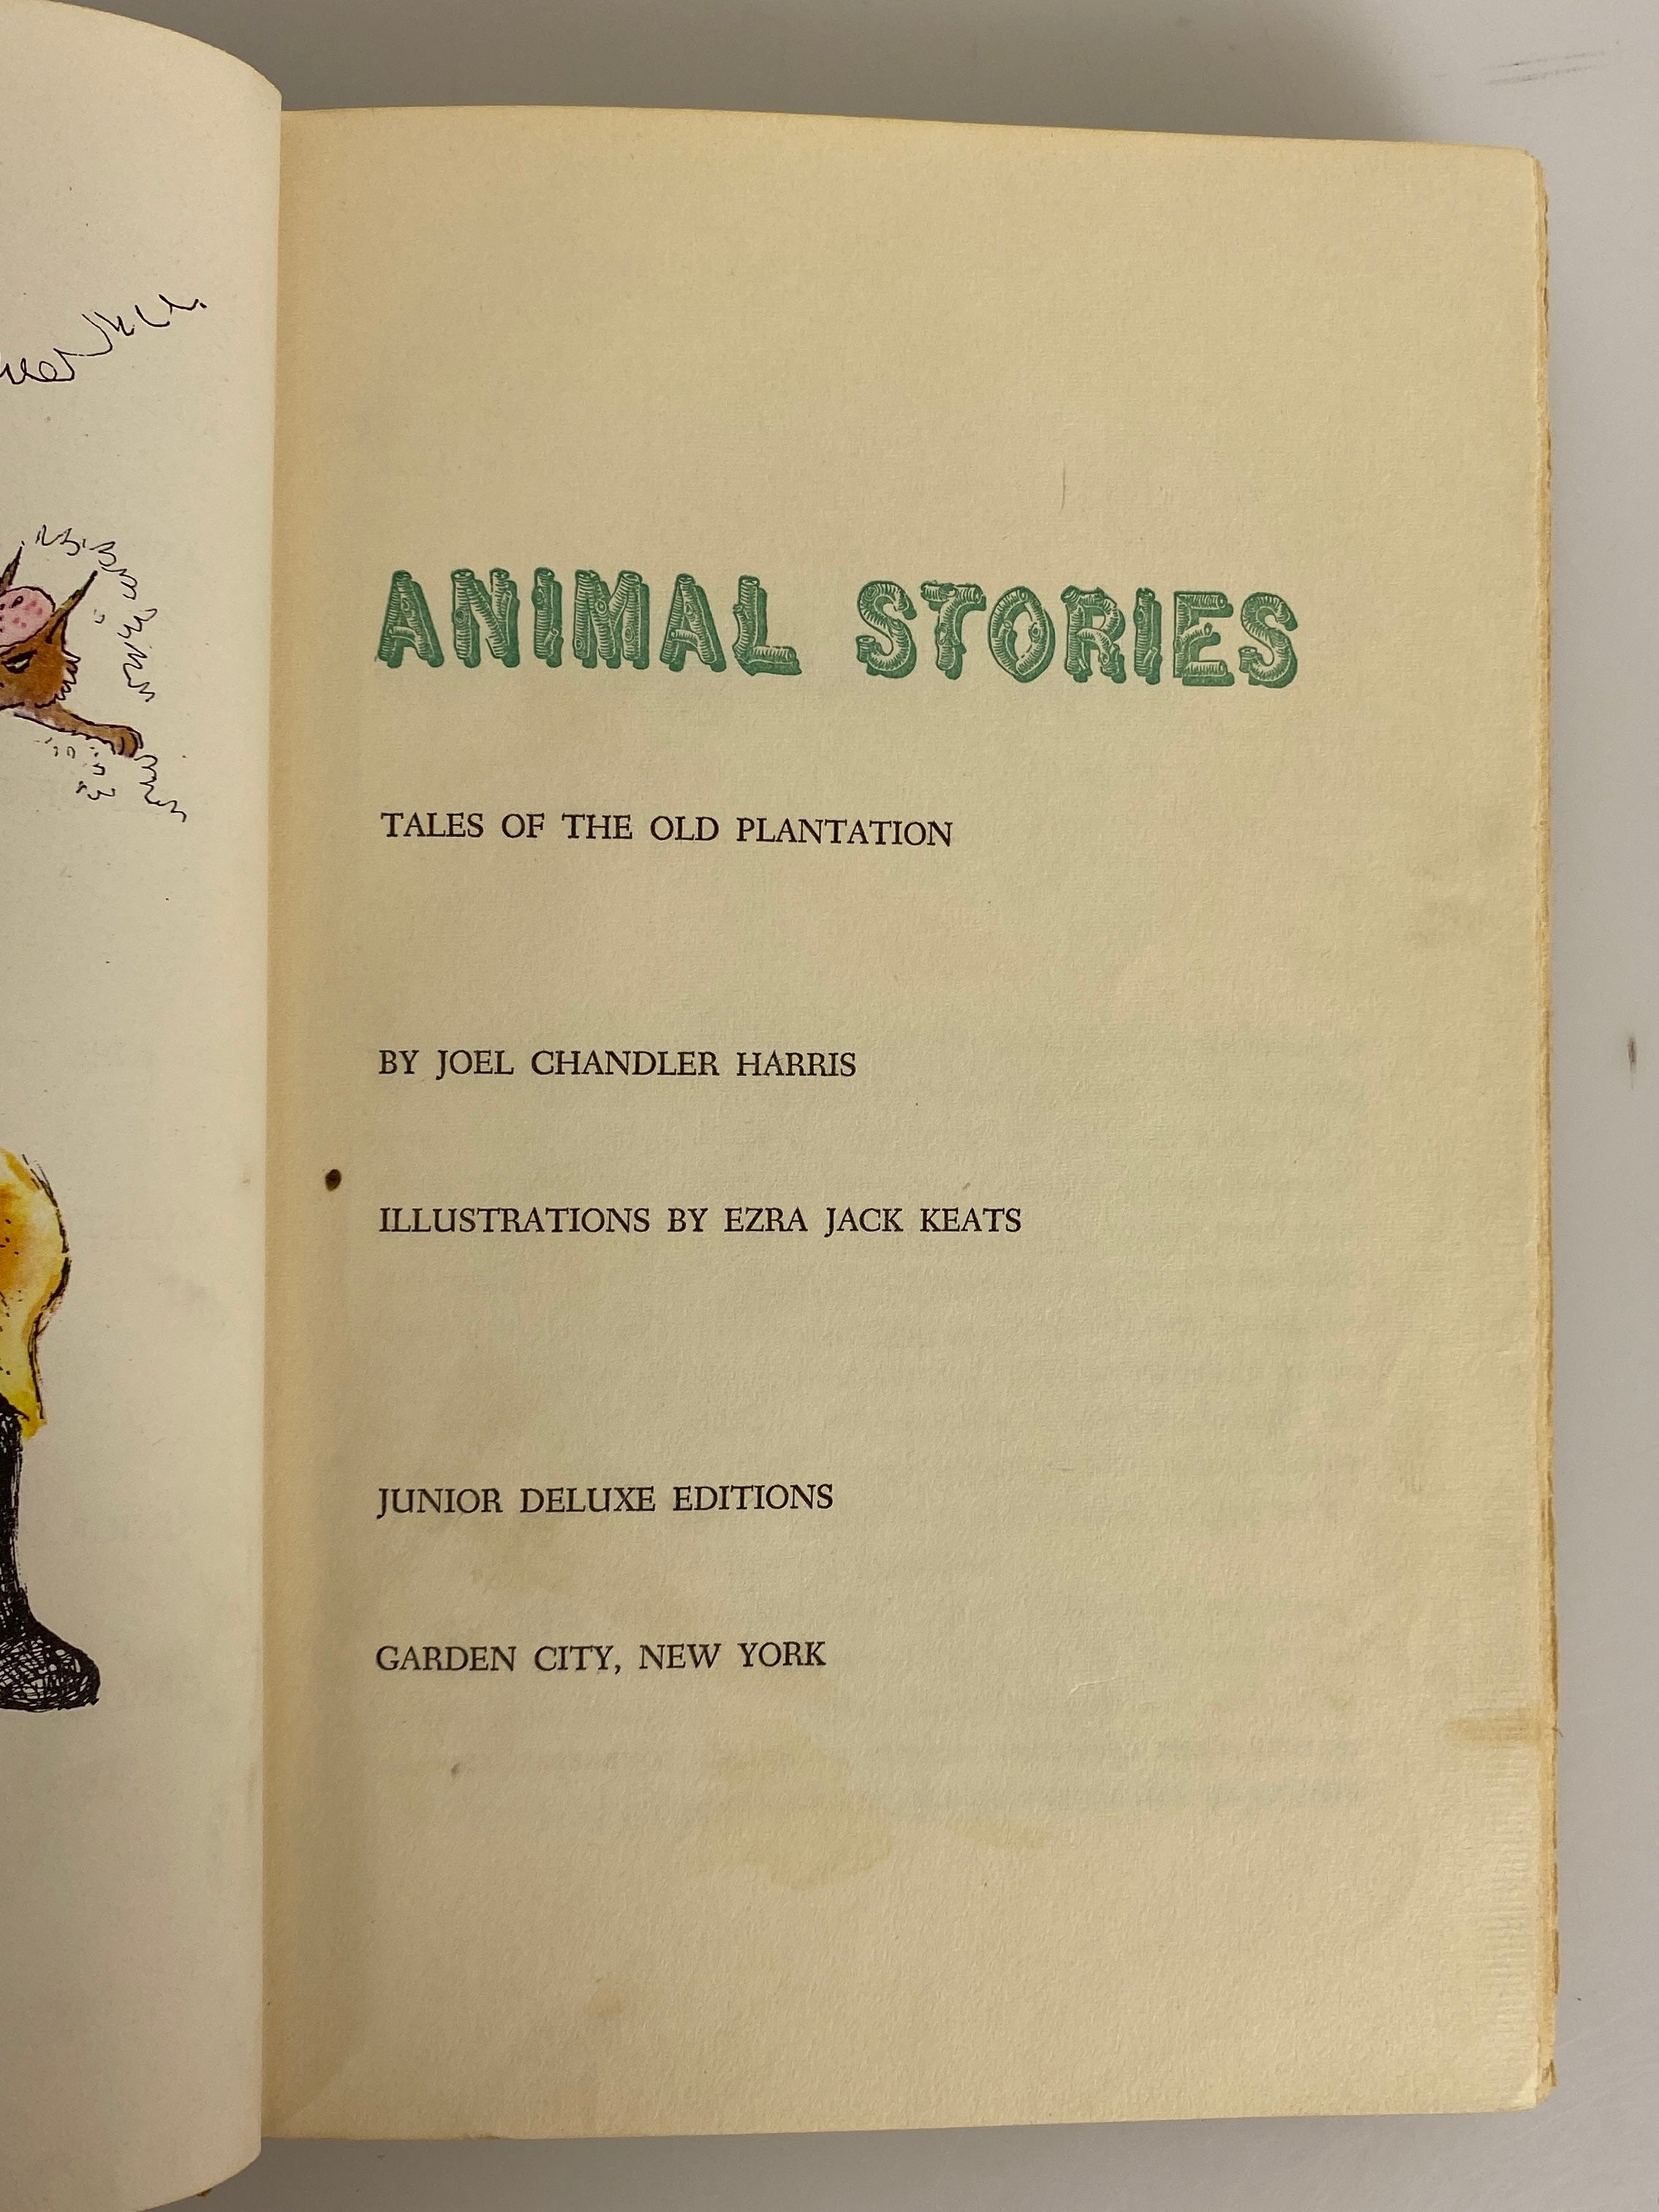 ANIMAL STORIES
TALES OF THE OLD PLANTATION
BY JOEL CHANDLER HARRIS
ILLUSTRATIONS BY EZRA JACK KEATS
JUNIOR DELUXE EDITIONS
GARDEN CITY, NEW YORK